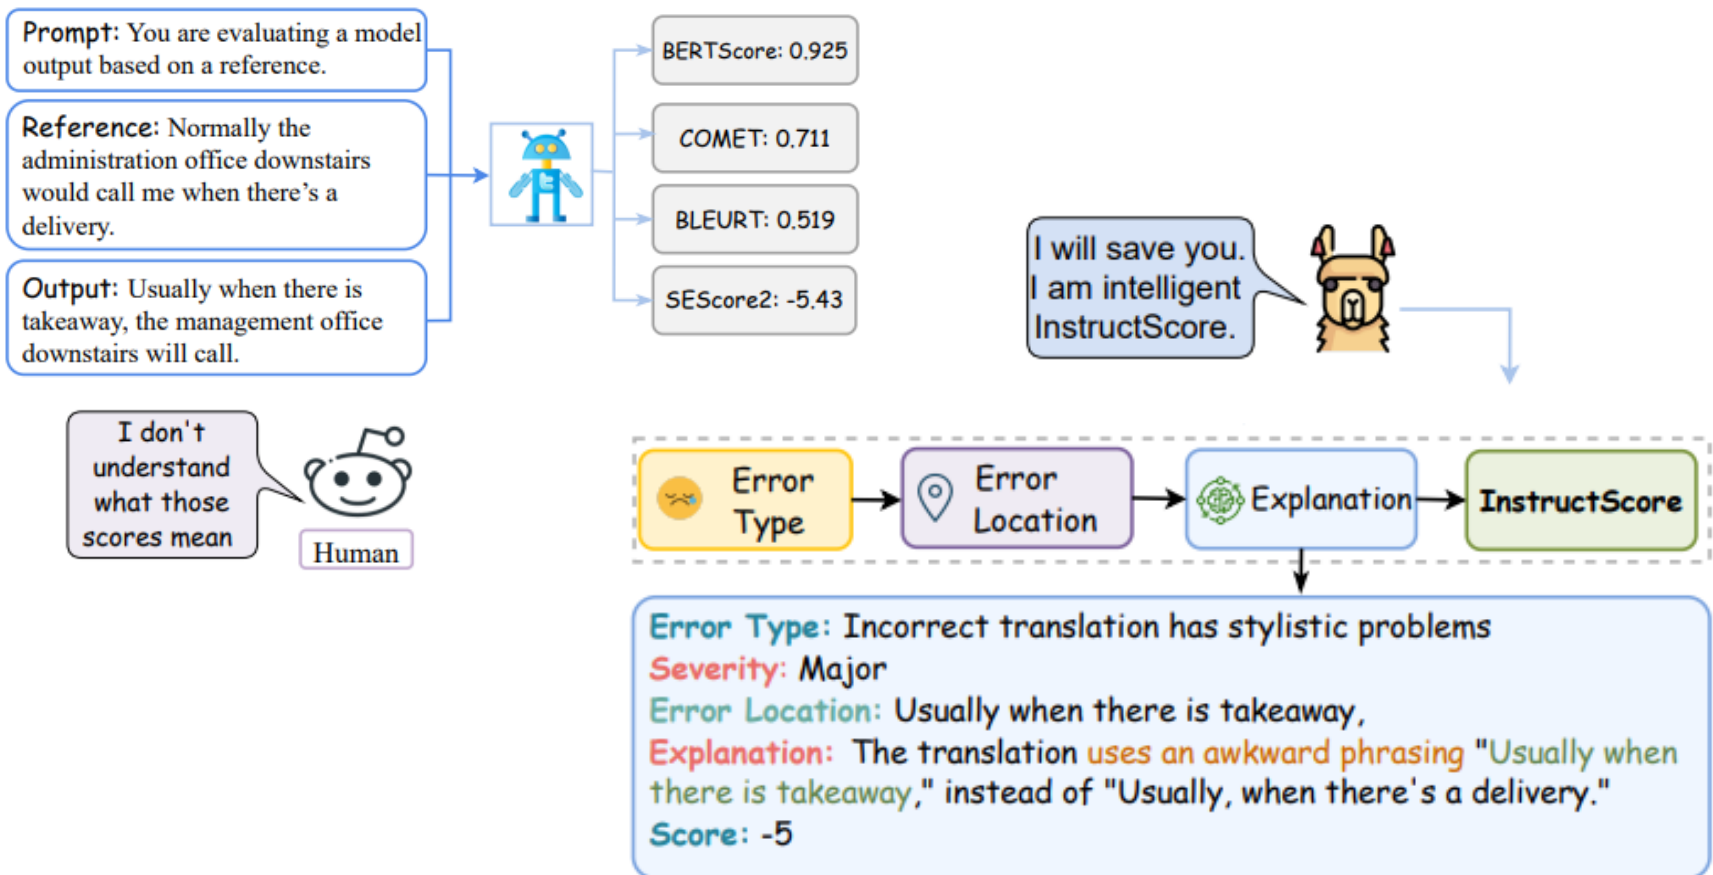 Prompt: You are evaluating a model
output based on a reference.
Reference: Normally the
administration office downstairs
would call me when there’s a
delivery.
Output: Usually when there is
takeaway, the management office
downstairs will call.
BERTScore: 0.925
COMET: 0.711
BLEURT: 0.519
SEScore2: -5.43
I will save you.
I am intelligent
InstructScore.
I don't
understand
what those
scores mean
Human
Error
Type
Error
Location
Explanation
InstructScore
Error Type: Incorrect translation has stylistic problems
Severity: Major
Error Location: Usually when there is takeaway,
Explanation: The translation uses an awkward phrasing "Usually when
there is takeaway," instead of "Usually, when there's a delivery."
Score: -5